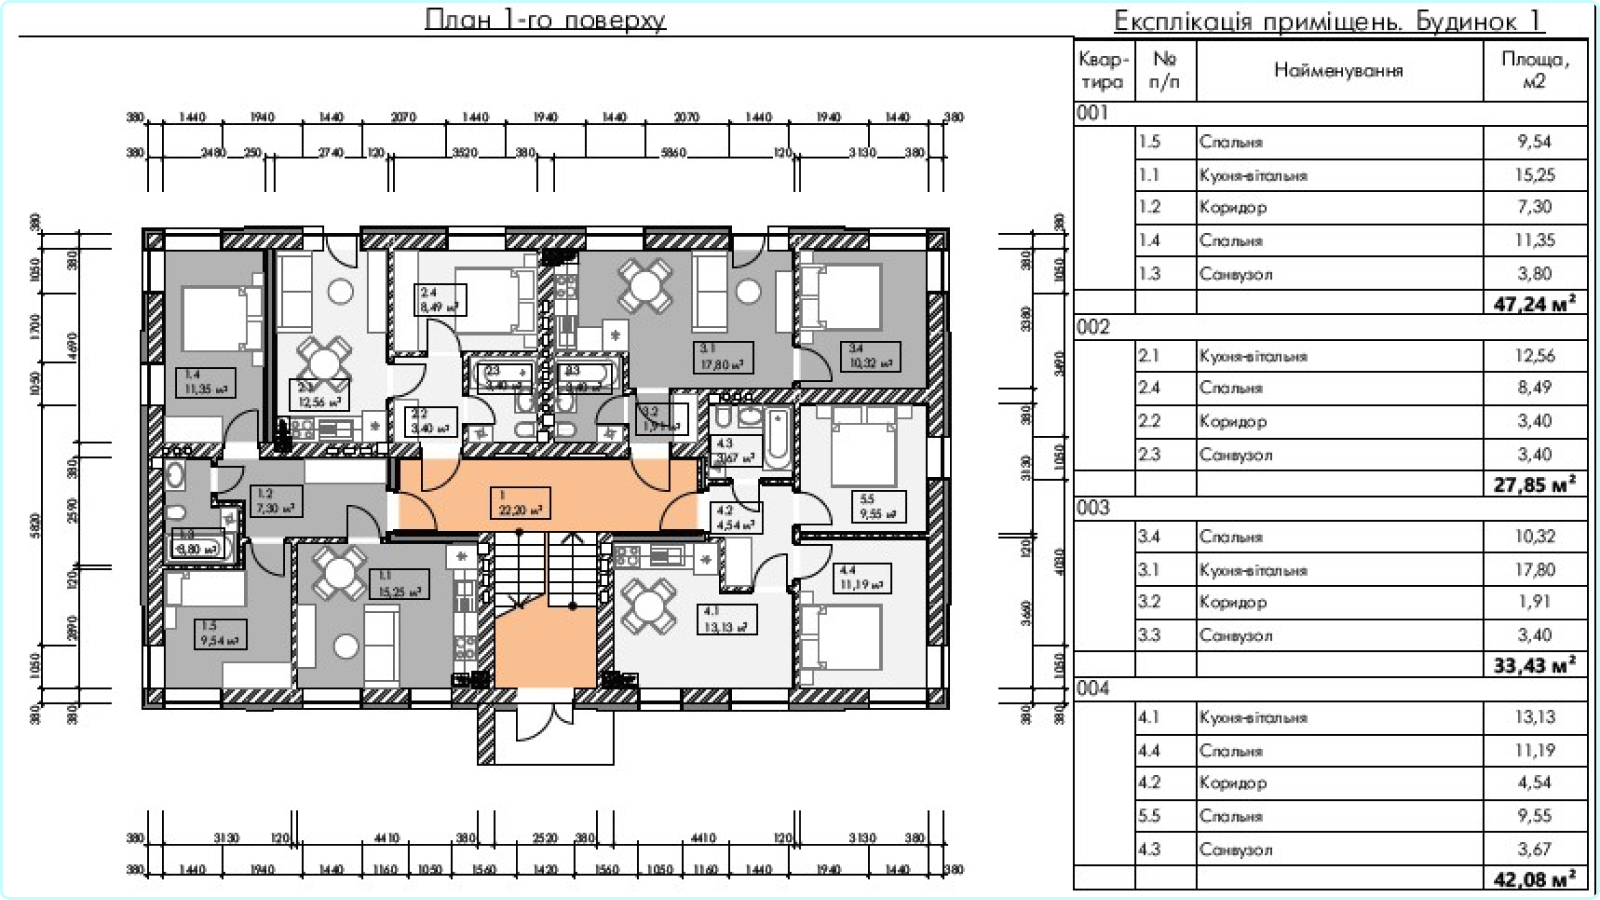 План 1-го поверху
380 1440 1940 1440 2070 1440 1940 1440 2070 1440 1940 1440 380
380 2480 250 2740 120 3520 380 5860 120 3130 380
380 1050 1700 1050 5820 1050 380
380 4690 380 2590 120 2890 380
380 3380 380 3130 120 3660 380
380 1050 3690 1050 4030 1050 380
2.4
8,49 м²
3.1
17,80 м²
3.4
10,32 м²
1.4
11,35 м²
12,56 м²
2.3
3,40 м²
3.3
3,40 м²
2.2
3,40 м²
3.2
1,91 м²
4.3
3,67 м²
1.2
7,30 м²
1
22,20 м²
5.5
9,55 м²
4.2
4,54 м²
1.3
3,80 м²
1.1
15,25 м²
4.4
11,19 м²
1.5
9,54 м²
4.1
13,13 м²
380 3130 120 4410 380 2520 380 4410 120 3130 380
380 1440 1940 1440 1160 1050 1560 1420 1560 1050 1160 1440 1940 1440 380
Експлікація приміщень. Будинок 1
Квар-
тира
№
п/п
Найменування
Площа,
м2
001
1.5 Спальня 9,54
1.1 Кухня-вітальня 15,25
1.2 Коридор 7,30
1.4 Спальня 11,35
1.3 Санвузол 3,80
47,24 м²
002
2.1 Кухня-вітальня 12,56
2.4 Спальня 8,49
2.2 Коридор 3,40
2.3 Санвузол 3,40
27,85 м²
003
3.4 Спальня 10,32
3.1 Кухня-вітальня 17,80
3.2 Коридор 1,91
3.3 Санвузол 3,40
33,43 м²
004
4.1 Кухня-вітальня 13,13
4.4 Спальня 11,19
4.2 Коридор 4,54
5.5 Спальня 9,55
4.3 Санвузол 3,67
42,08 м²